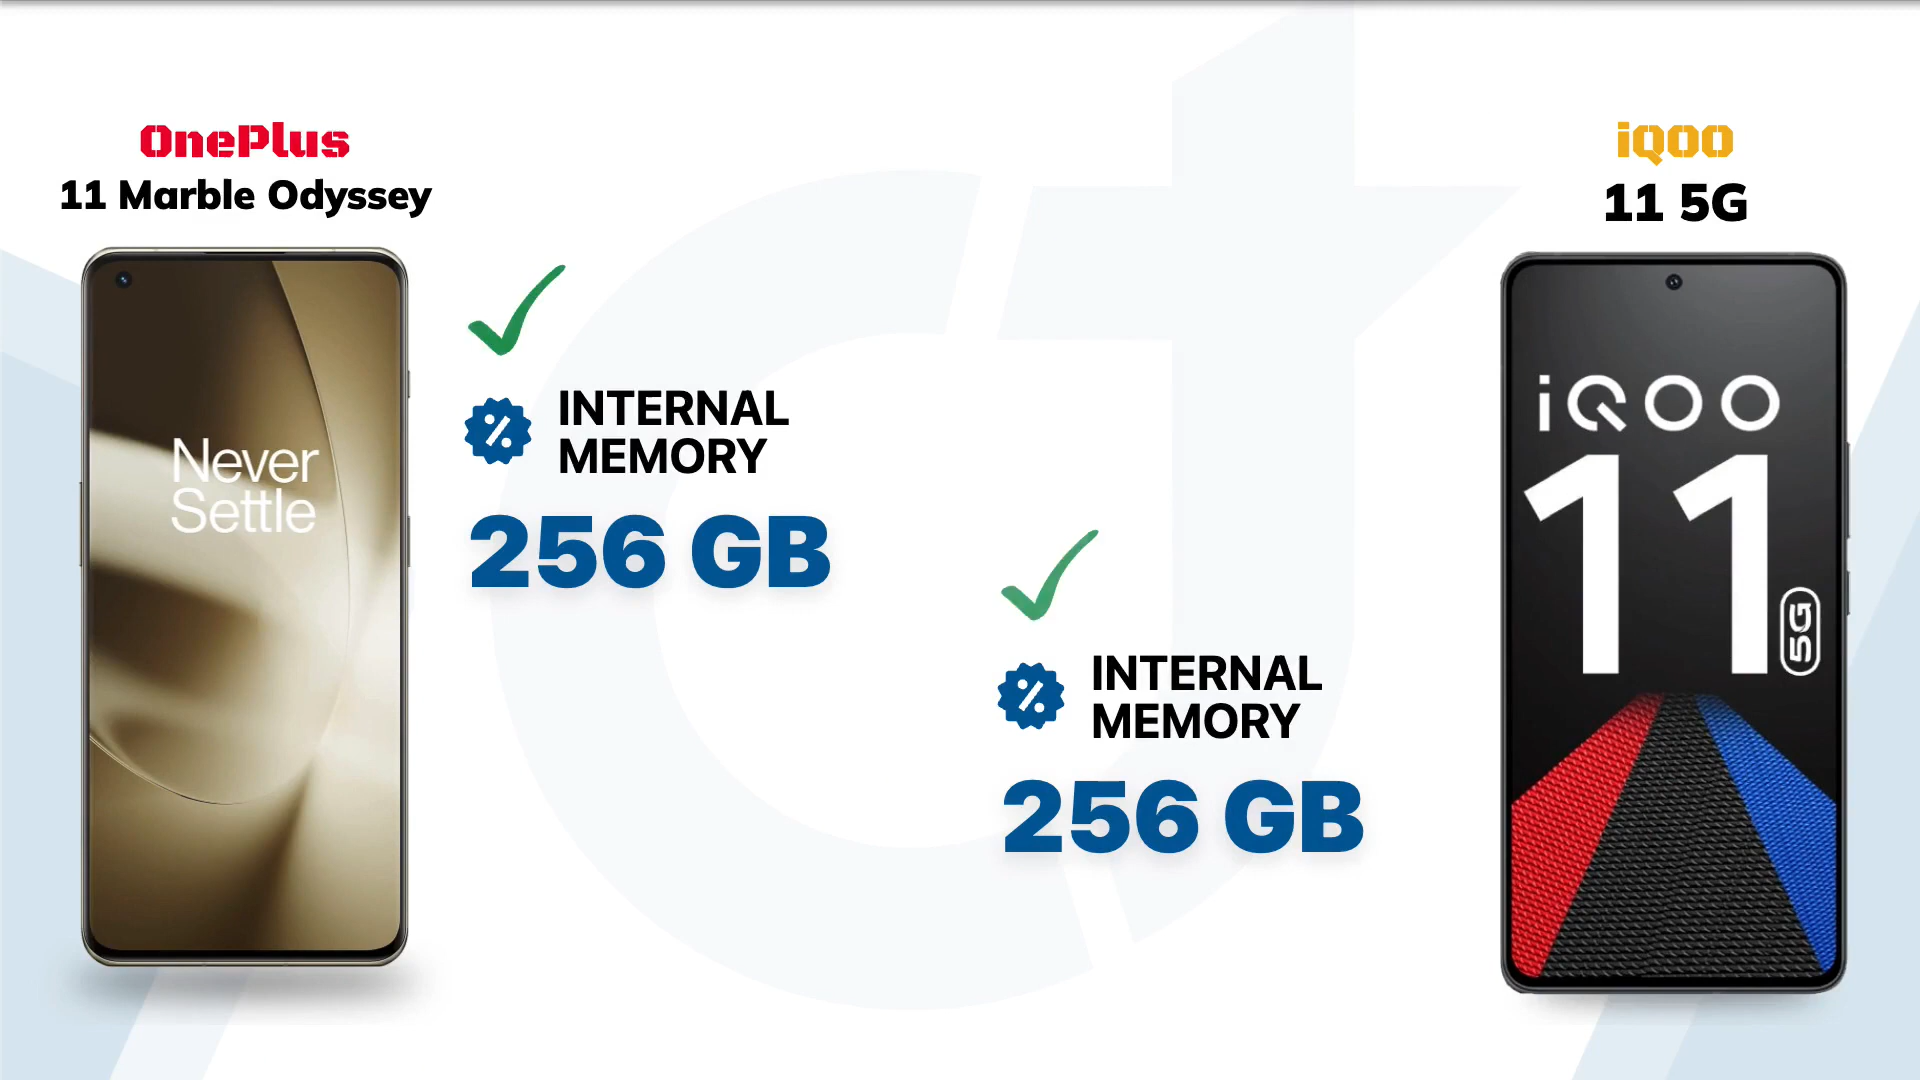 OnePlus
11 Marble Odyssey
Never
Settle
INTERNAL
MEMORY
256 GB
INTERNAL
MEMORY
256 GB
iQOO
11 5G
iQOO
11
5G